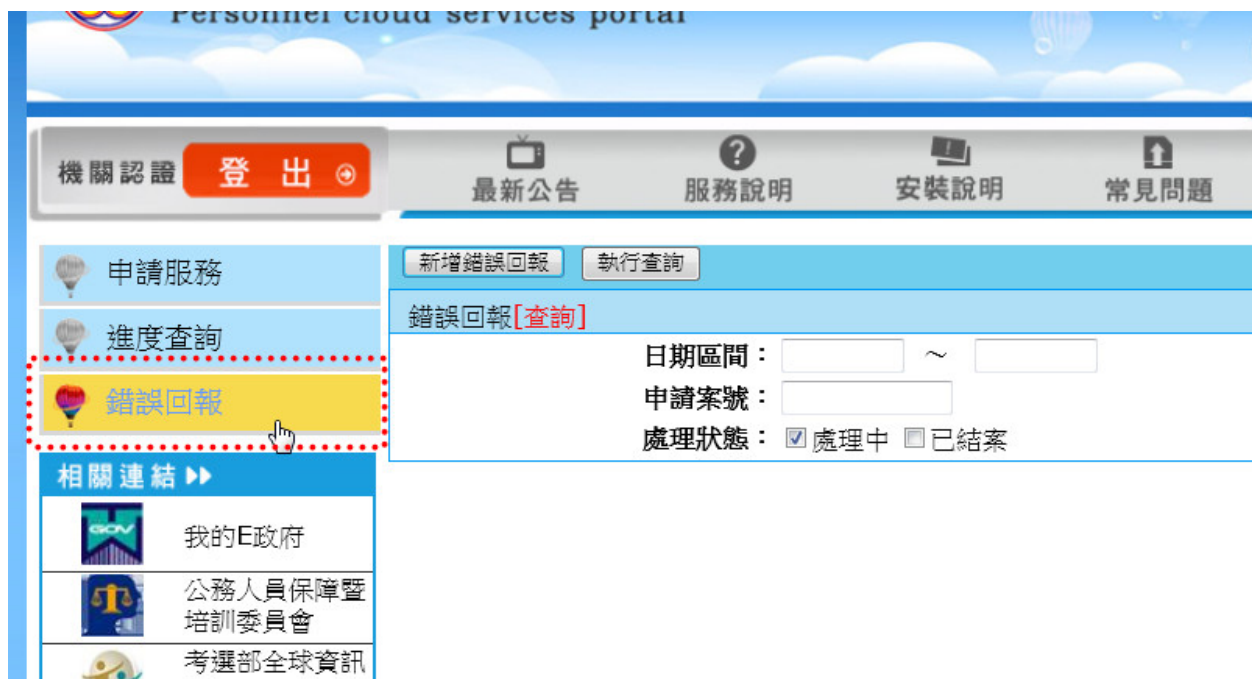 Personnel cloud services portal
機關認證 登出
最新公告 服務說明 安裝說明 常見問題
申請服務
進度查詢
錯誤回報
新增錯誤回報 執行查詢
錯誤回報[查詢]
日期區間： ～
申請案號：
處理狀態： 處理中 已結案
相關連結
GOV
我的E政府
公務人員保障暨
培訓委員會
考選部全球資訊